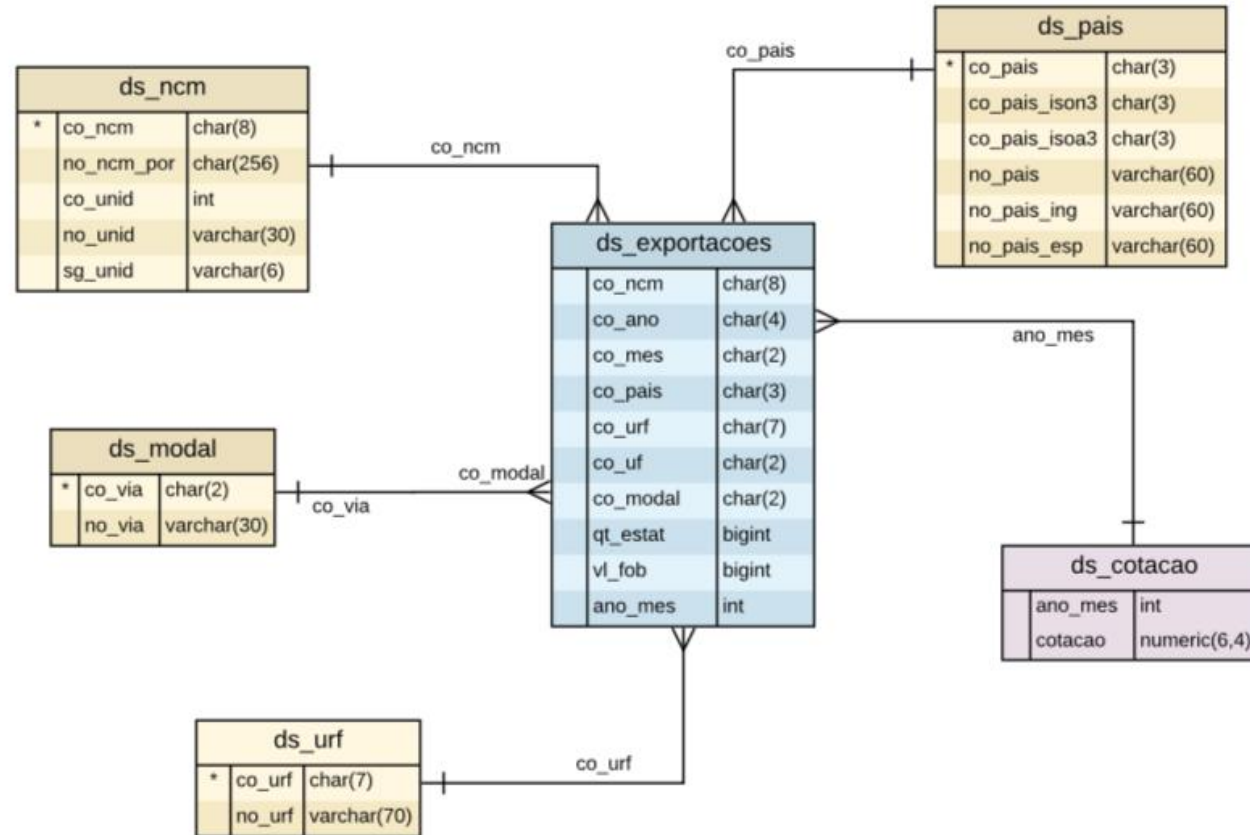 ds_pais
* co_pais char(3)
co_pais_ison3 char(3)
co_pais_isoa3 char(3)
no_pais varchar(60)
no_pais_ing varchar(60)
no_pais_esp varchar(60)
co_pais
ds_ncm
* co_ncm char(8)
no_ncm_por char(256)
co_unid int
no_unid varchar(30)
sg_unid varchar(6)
co_ncm
ds_exportacoes
co_ncm char(8)
co_ano char(4)
co_mes char(2)
co_pais char(3)
co_urf char(7)
co_uf char(2)
co_modal char(2)
qt_estat bigint
vl_fob bigint
ano_mes int
ano_mes
ds_modal
* co_via char(2)
no_via varchar(30)
co_modal
co_via
ds_cotacao
ano_mes int
cotacao numeric(6,4)
ds_urf
* co_urf char(7)
no_urf varchar(70)
co_urf